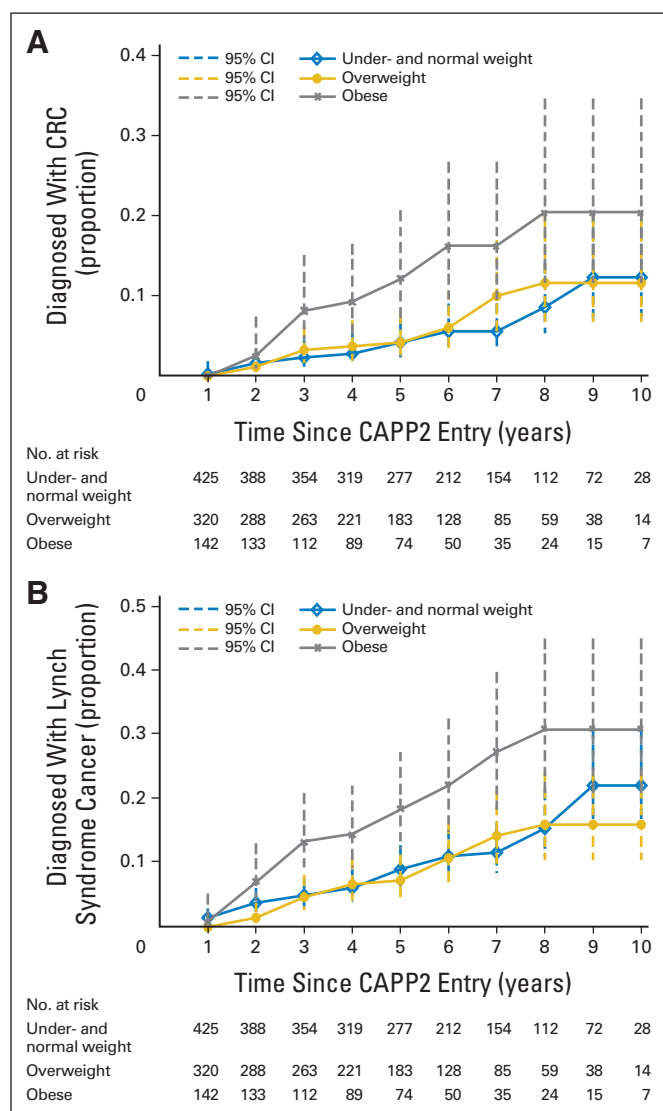 A
95% CI Under- and normal weight
95% CI Overweight
95% CI Obese
0.4
0.3
0.2
0.1
0
Diagnosed With CRC
(proportion)
1 2 3 4 5 6 7 8 9 10
Time Since CAPP2 Entry (years)
No. at risk
Under- and
normal weight 425 388 354 319 277 212 154 112 72 28
Overweight 320 288 263 221 183 128 85 59 38 14
Obese 142 133 112 89 74 50 35 24 15 7
B
95% CI Under- and normal weight
95% CI Overweight
95% CI Obese
0.5
0.4
0.3
0.2
0.1
0
Diagnosed With Lynch
Syndrome Cancer (proportion)
1 2 3 4 5 6 7 8 9 10
Time Since CAPP2 Entry (years)
No. at risk
Under- and
normal weight 425 388 354 319 277 212 154 112 72 28
Overweight 320 288 263 221 183 128 85 59 38 14
Obese 142 133 112 89 74 50 35 24 15 7